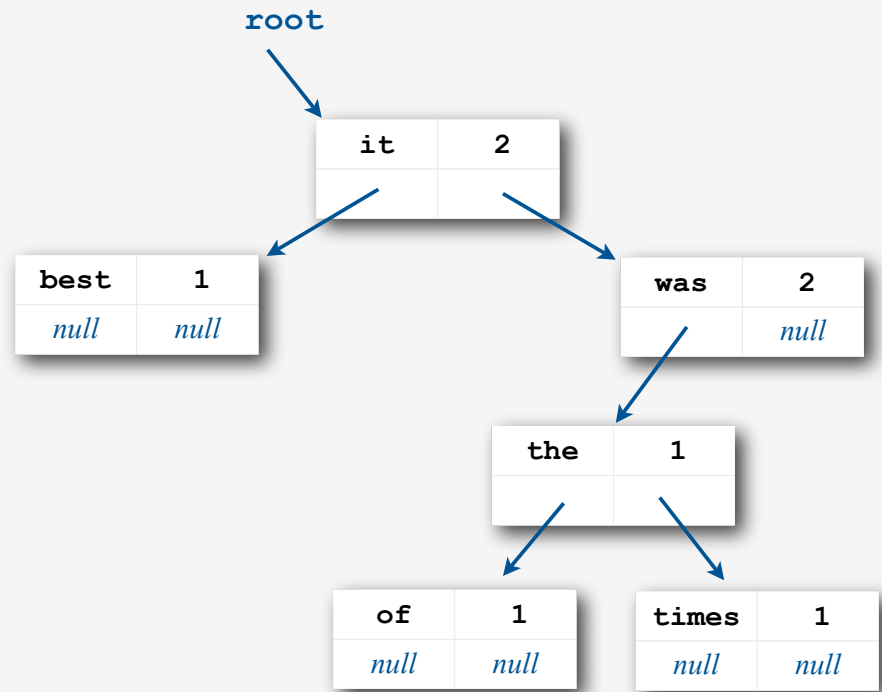 root
it 2
best 1
null null
was 2
null
the 1
of 1
null null
times 1
null null